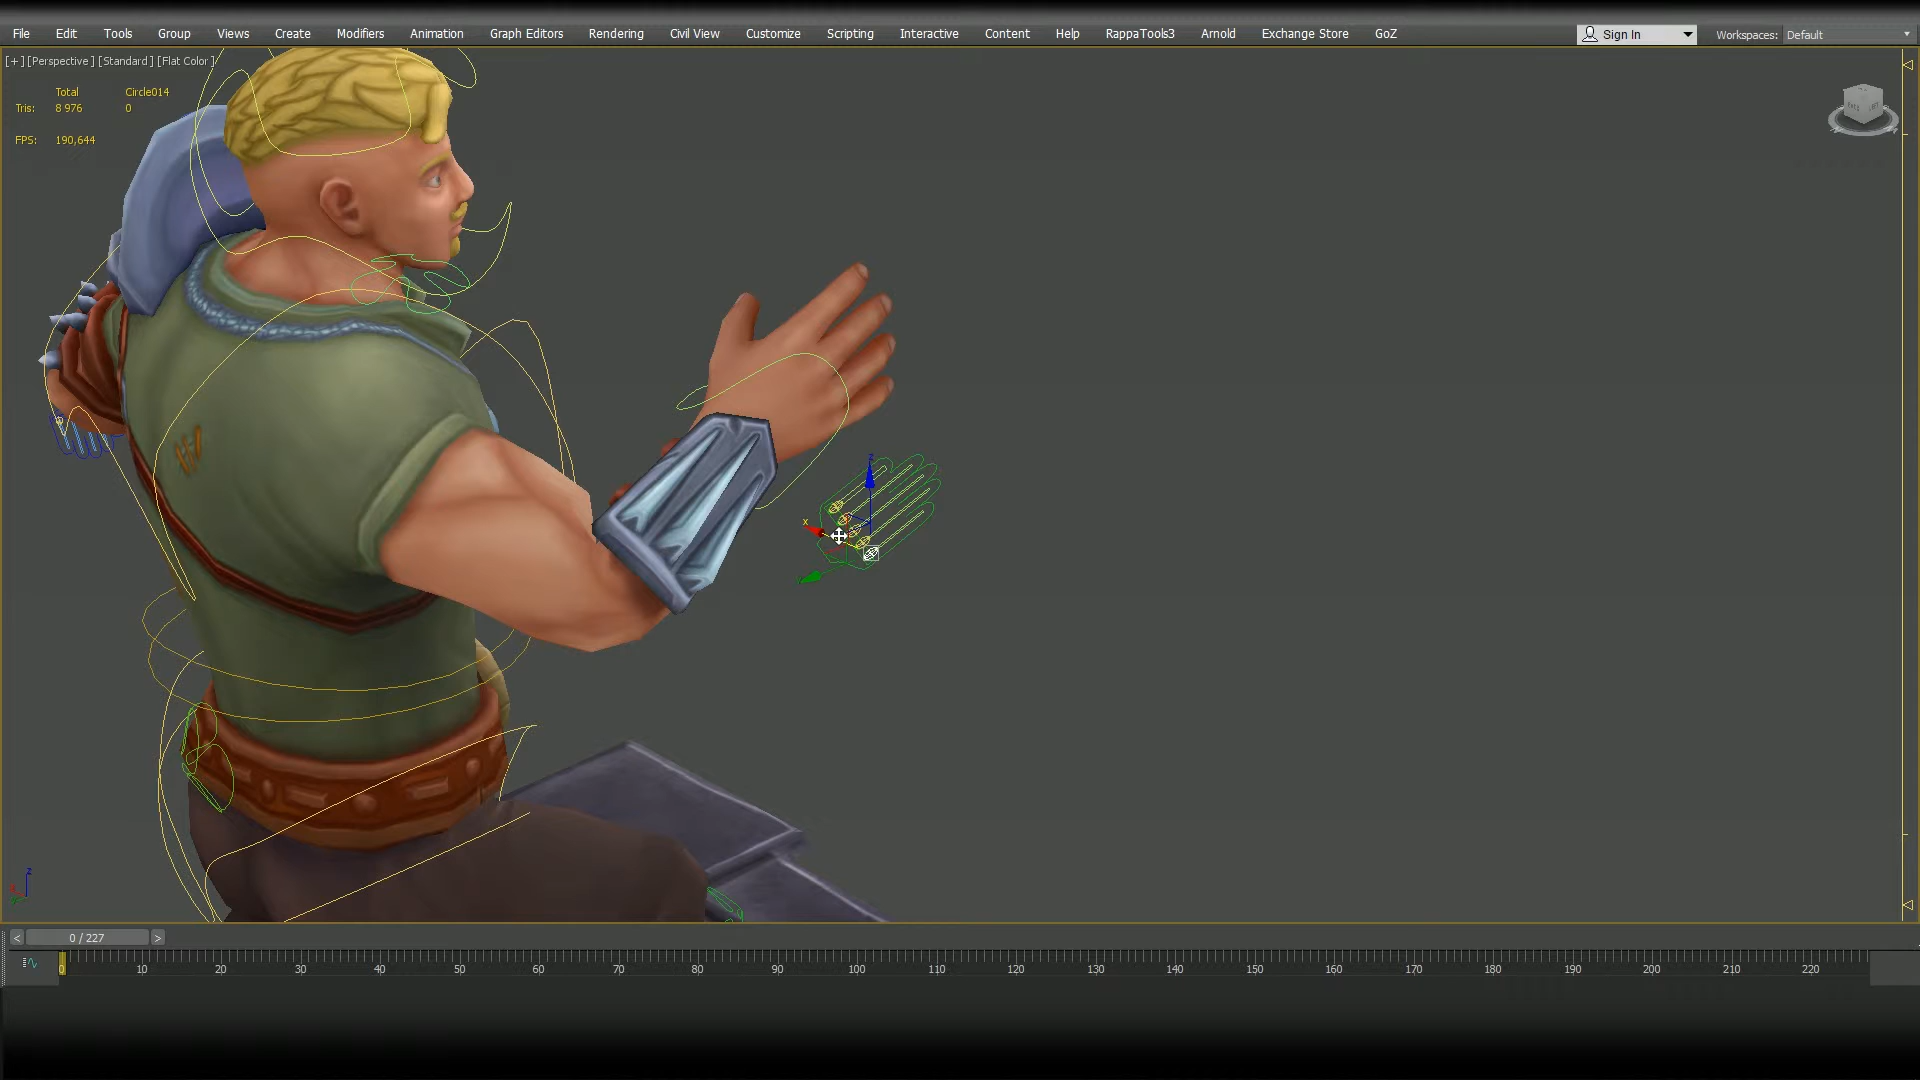 File Edit Tools Group Views Create Modifiers Animation Graph Editors Rendering Civil View Customize Scripting Interactive Content Help RappaTools3 Arnold Exchange Store GoZ Sign In Workspaces: Default
[+] [Perspective] [Standard] [Flat Color]
Total Circle014
Tris: 8 976 0
FPS: 190,644
z
x
z
< 0 / 227 >
0 10 20 30 40 50 60 70 80 90 100 110 120 130 140 150 160 170 180 190 200 210 220